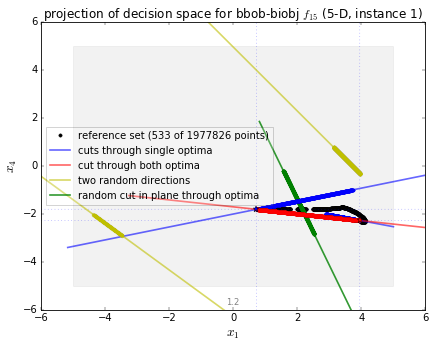 projection of decision space for bbob-biobj f₁₅ (5-D, instance 1)
6
4
2
0
−2
−4
−6
x₄
reference set (533 of 1977826 points)
cuts through single optima
cut through both optima
two random directions
random cut in plane through optima
1,2
−6 −4 −2 0 2 4 6
x₁